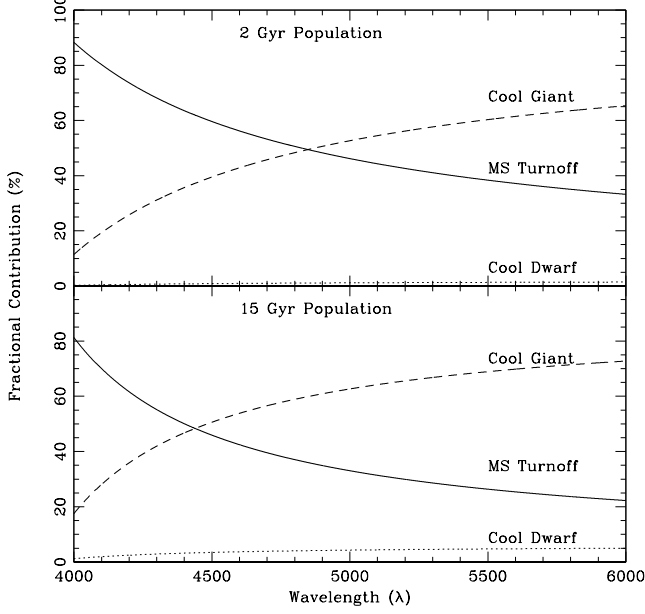 2 Gyr Population
100
80
60
40
20
0
Cool Giant
MS Turnoff
Cool Dwarf
Fractional Contribution (%)
15 Gyr Population
80
60
40
20
0
Cool Giant
MS Turnoff
Cool Dwarf
4000 4500 5000 5500 6000
Wavelength (λ)